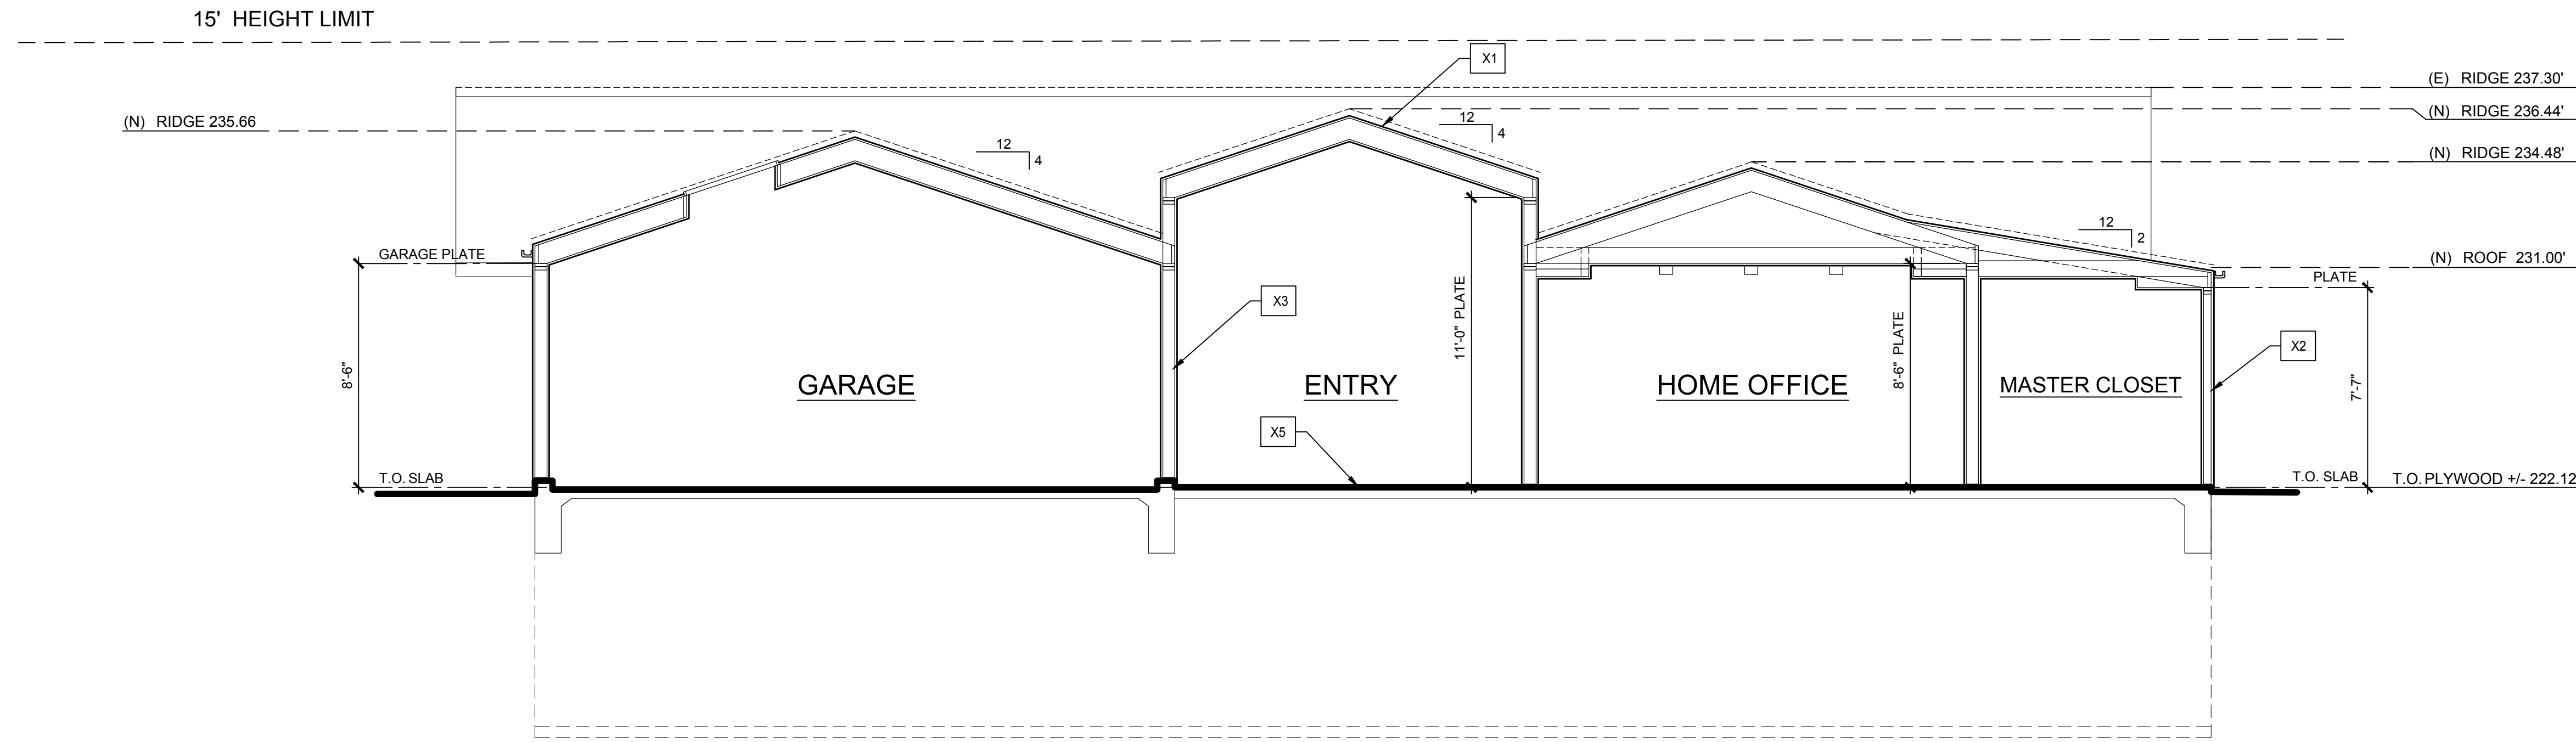 15' HEIGHT LIMIT
X1
(E) RIDGE 237.30'
(N) RIDGE 235.66
(N) RIDGE 236.44'
12
4
12
4
(N) RIDGE 234.48'
12
2
GARAGE PLATE
(N) ROOF 231.00'
PLATE
X3
11'-0" PLATE
8'-6" PLATE
X2
8'-6"
7'-7"
GARAGE
ENTRY
HOME OFFICE
MASTER CLOSET
X5
T.O. SLAB
T.O. SLAB
T.O. PLYWOOD +/- 222.12